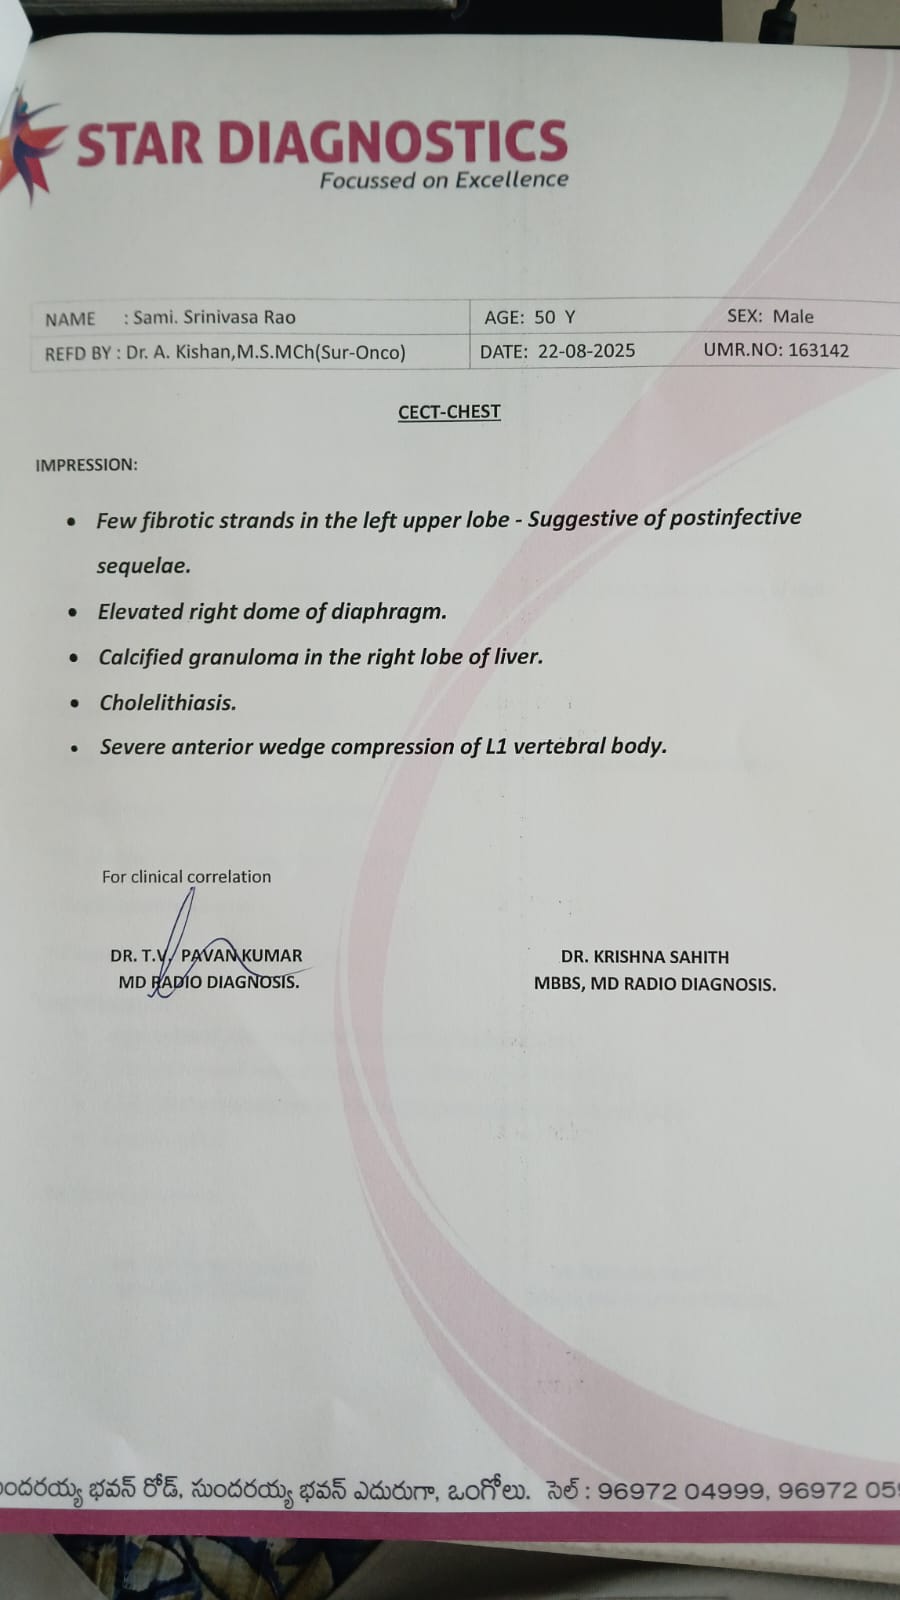 STAR DIAGNOSTICS
Focussed on Excellence
NAME : Sami. Srinivasa Rao AGE: 50 Y SEX: Male
REFD BY : Dr. A. Kishan,M.S.MCh(Sur-Onco) DATE: 22-08-2025 UMR.NO: 163142
CECT-CHEST
IMPRESSION:
• Few fibrotic strands in the left upper lobe - Suggestive of postinfective
sequelae.
• Elevated right dome of diaphragm.
• Calcified granuloma in the right lobe of liver.
• Cholelithiasis.
• Severe anterior wedge compression of L1 vertebral body.
For clinical correlation
DR. T.V. PAVAN KUMAR DR. KRISHNA SAHITH
MD RADIO DIAGNOSIS. MBBS, MD RADIO DIAGNOSIS.
భవన్ రోడ్, సుందరయ్య భవన్ ఎదురుగా, ఒంగోలు. సెల్ : 96972 04999, 96972 05